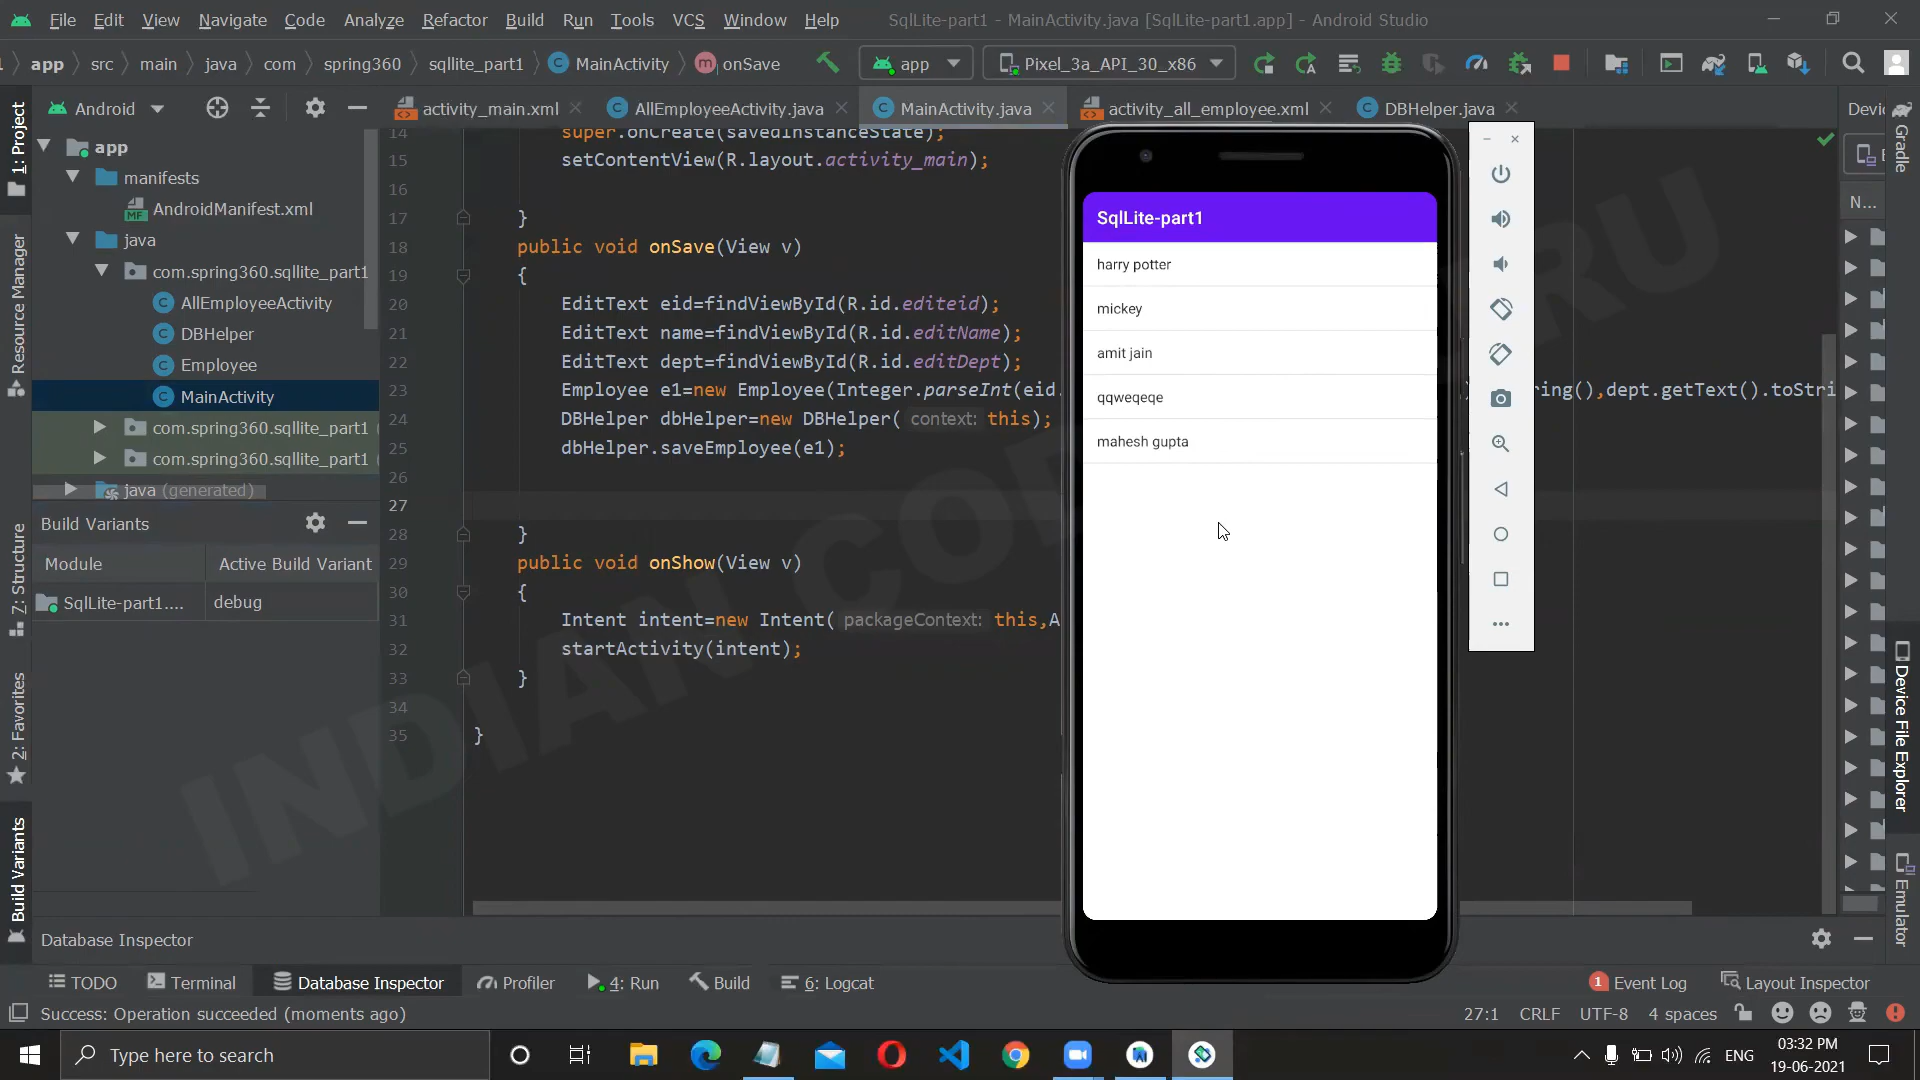 File Edit View Navigate Code Analyze Refactor Build Run Tools VCS Window Help SqlLite-part1 - MainActivity.java [SqlLite-part1.app] - Android Studio
app src main java com spring360 sqllite_part1 MainActivity onSave app Pixel_3a_API_30_x86
Android activity_main.xml AllEmployeeActivity.java MainActivity.java activity_all_employee.xml DBHelper.java
1: Project
Resource Manager
7: Structure
2: Favorites
Build Variants
app
manifests
AndroidManifest.xml
java
com.spring360.sqllite_part1
AllEmployeeActivity
DBHelper
Employee
MainActivity
com.spring360.sqllite_part1
com.spring360.sqllite_part1
java (generated)
Build Variants
Module Active Build Variant
SqlLite-part1.... debug
14 super.onCreate(savedInstanceState);
15 setContentView(R.layout.activity_main);
16
17 }
18 public void onSave(View v)
19 {
20 EditText eid=findViewById(R.id.editeid);
21 EditText name=findViewById(R.id.editName);
22 EditText dept=findViewById(R.id.editDept);
23 Employee e1=new Employee(Integer.parseInt(eid. ring(),dept.getText().toStri
24 DBHelper dbHelper=new DBHelper( context: this);
25 dbHelper.saveEmployee(e1);
26
27
28 }
29 public void onShow(View v)
30 {
31 Intent intent=new Intent( packageContext: this,A
32 startActivity(intent);
33 }
34
35 }
SqlLite-part1
harry potter
mickey
amit jain
qqweqeqe
mahesh gupta
Devi
N...
Gradle
Device File Explorer
Emulator
INDIAN COD RU
Database Inspector
TODO Terminal Database Inspector Profiler 4: Run Build 6: Logcat 1 Event Log Layout Inspector
Success: Operation succeeded (moments ago) 27:1 CRLF UTF-8 4 spaces
Type here to search ENG 03:32 PM
19-06-2021